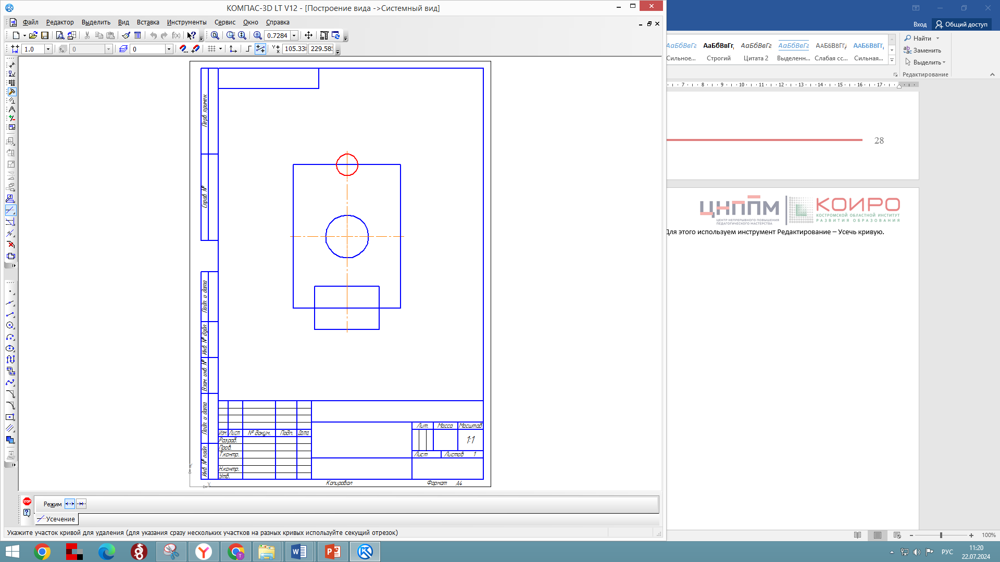 КОМПАС-3D LT V12 - [Построение вида ->Системный вид]
Файл Редактор Выделить Вид Вставка Инструменты Сервис Окно Справка
0.7284
f(x)
1.0 0 0 105.33 229.58
Перв. примен.
Справ. №
Подп. и дата
Инв. № дубл.
Взам. инв. №
Подп. и дата
Инв. № подл.
Изм. Лист № докум. Подп. Дата
Разраб.
Пров.
Т.контр.
Н.контр.
Утв.
Лит. Масса Масштаб
1:1
Лист Листов 1
Копировал Формат А4
Y
X
STOP
Режим
Усечение
Укажите участок кривой для удаления (для указания сразу нескольких участков на разных кривых используйте секущий отрезок)
Вход Общий доступ
АаБбВвГг АаБбВвГг, АаБбВвГг АаБбВвГг ААББВВГГ, ААББВВГГ,
Сильное... Строгий Цитата 2 Выделенн... Слабая сс... Сильная...
Найти
Заменить
Выделить
Редактирование
7 8 9 10 11 12 13 14 15 16 17
28
ЦНППМ
ЦЕНТР НЕПРЕРЫВНОГО ПОВЫШЕНИЯ
ПЕДАГОГИЧЕСКОГО МАСТЕРСТВА
КОИРО
КОСТРОМСКОЙ ОБЛАСТНОЙ ИНСТИТУТ
РАЗВИТИЯ ОБРАЗОВАНИЯ
Для этого используем инструмент Редактирование – Усечь кривую.
100%
РУС
11:20
22.07.2024